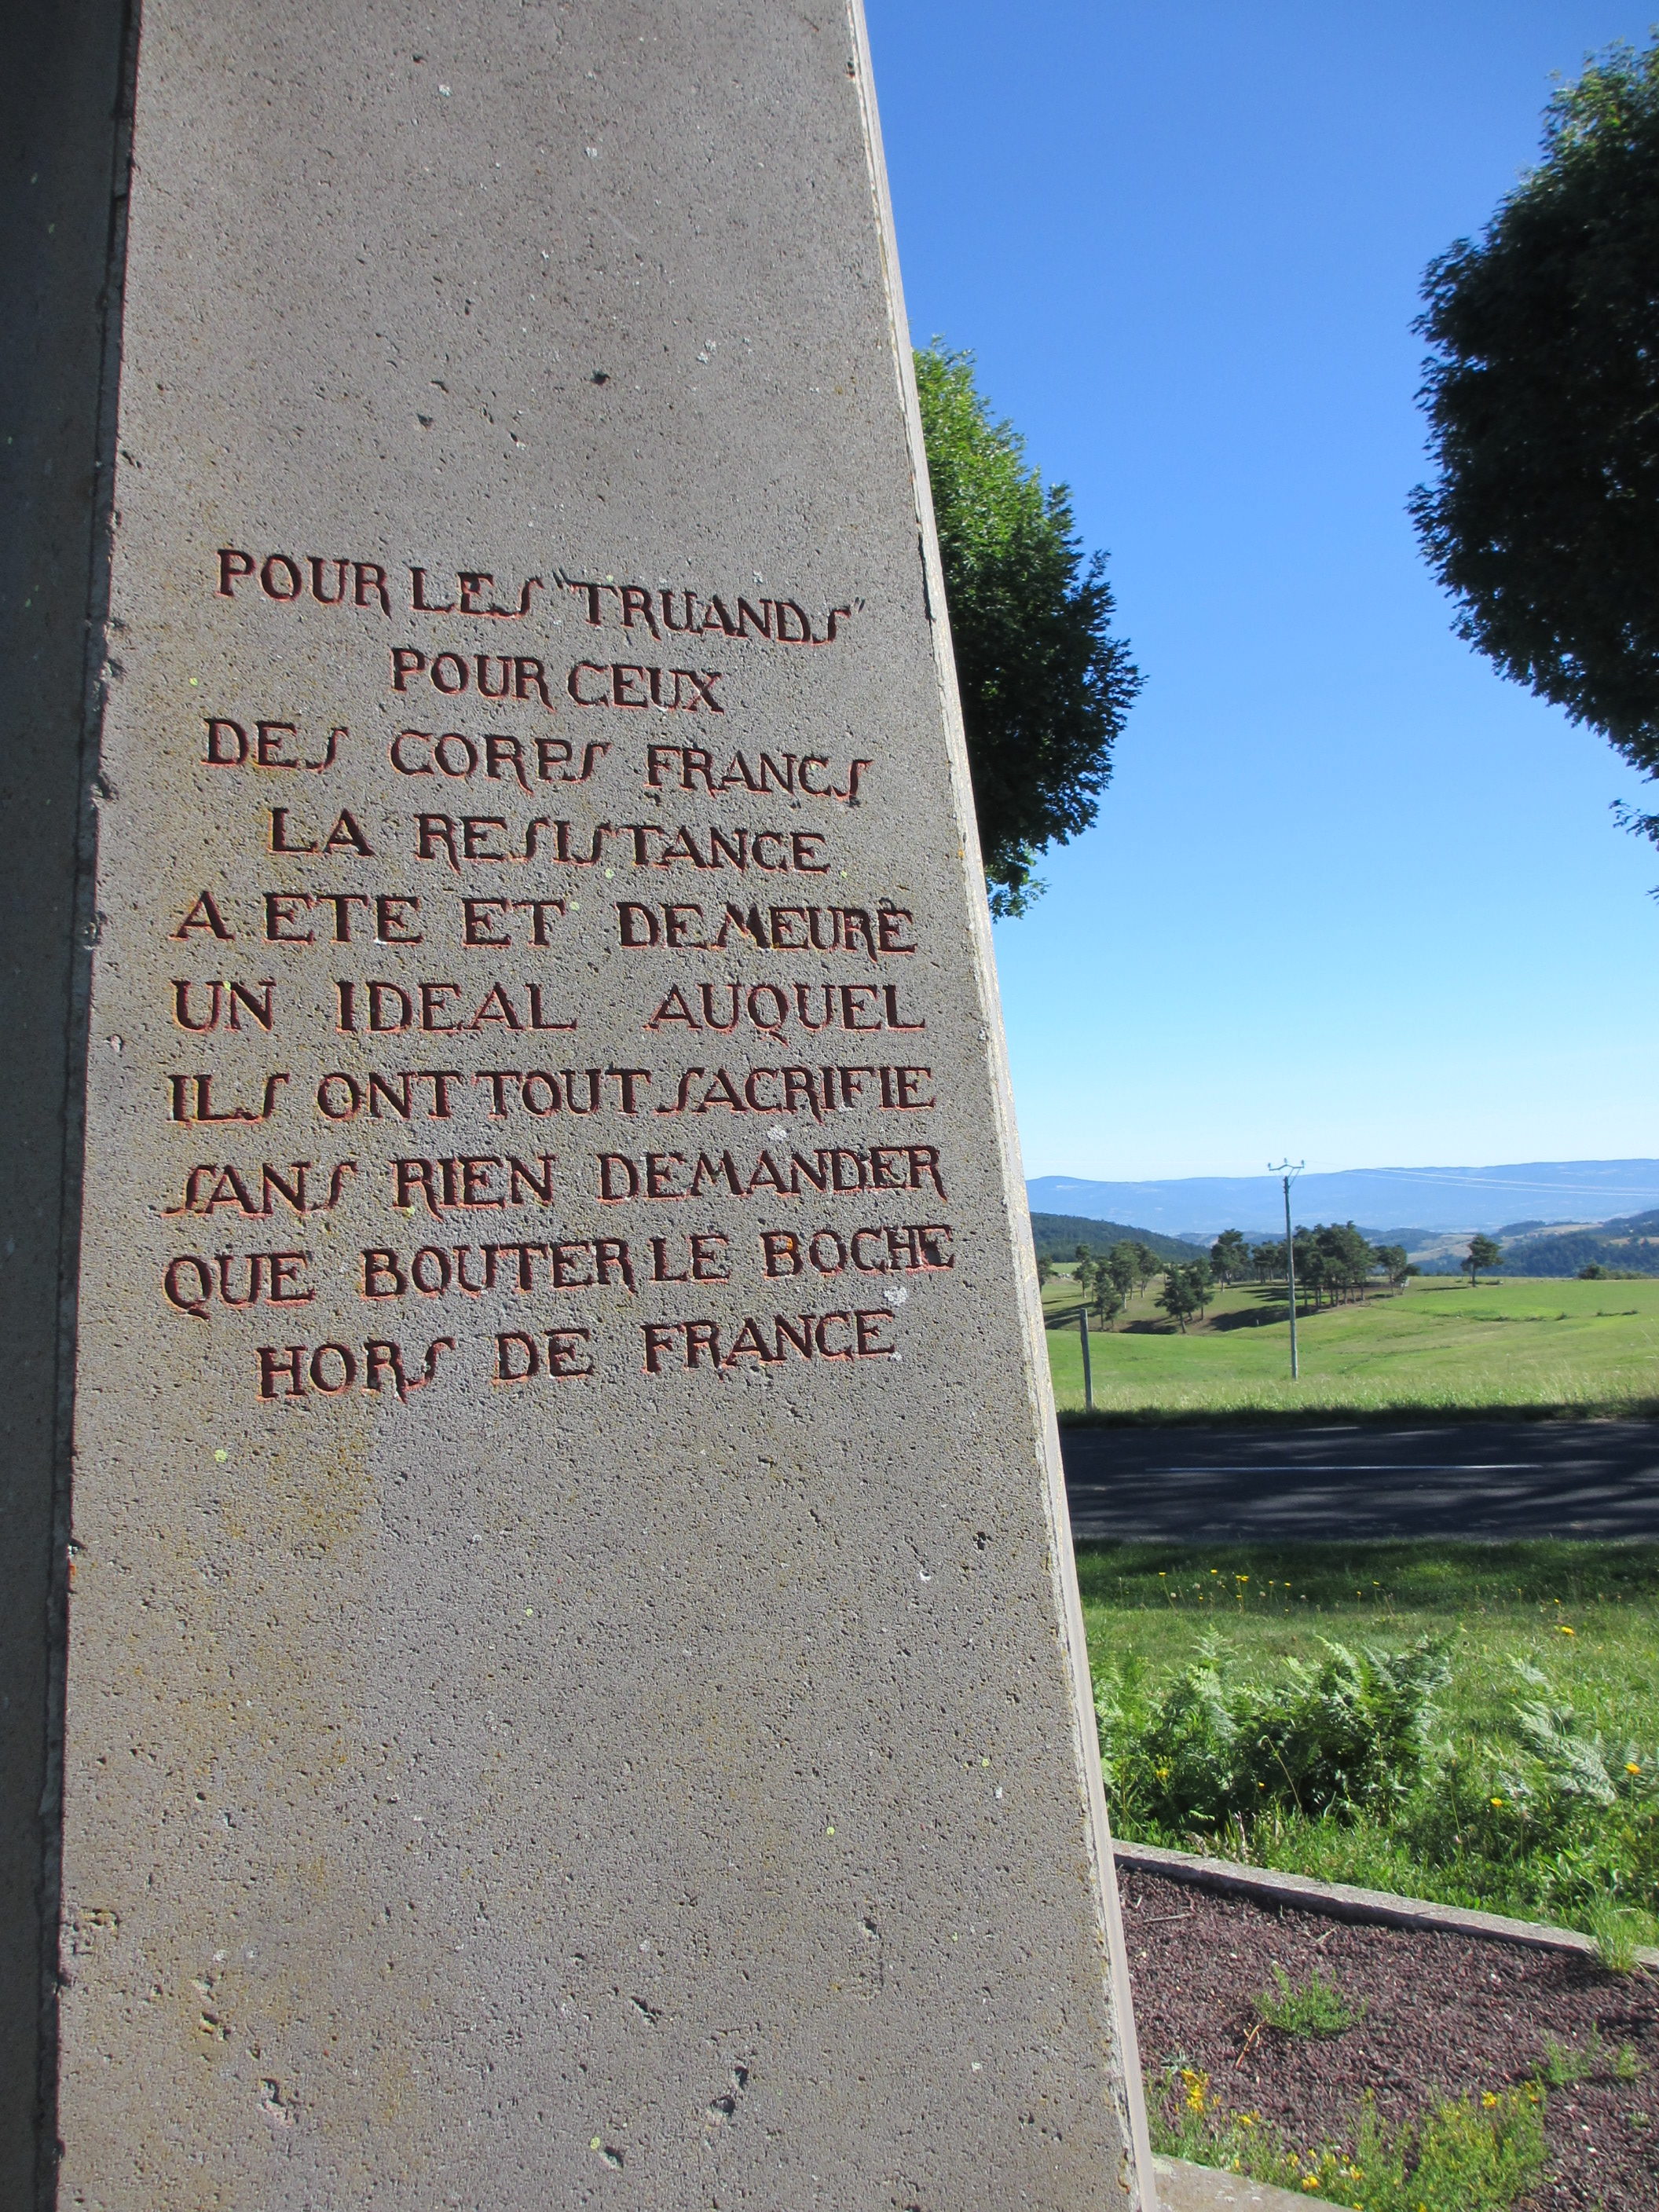 POUR LES "TRUANDS"
POUR CEUX
DES CORPS FRANCS
LA RESISTANCE
A ETE ET DEMEURE
UN IDEAL AUQUEL
ILS ONT TOUT SACRIFIE
SANS RIEN DEMANDER
QUE BOUTER LE BOCHE
HORS DE FRANCE